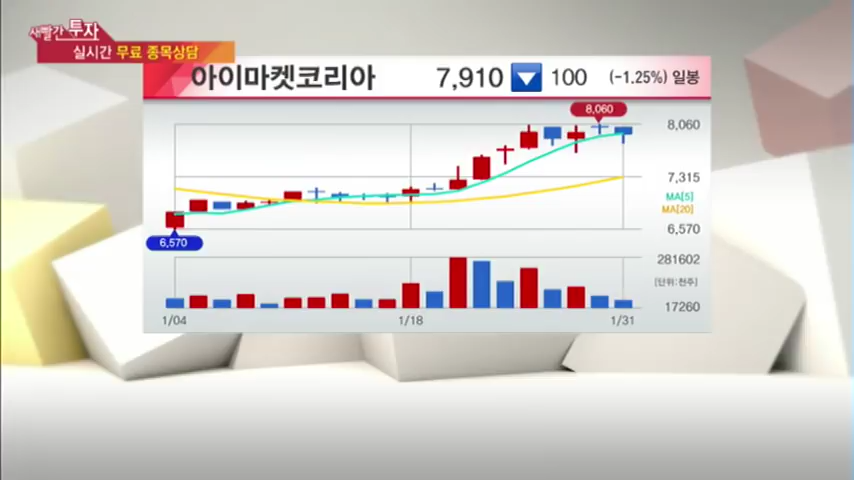 새빨간 투자
실시간 무료 종목상담
아이마켓코리아 7,910 ▼ 100 (-1.25%) 일봉
8,060
8,060
7,315
MA[5]
MA[20]
6,570
6,570
281602
[단위:천주]
17260
1/04 1/18 1/31